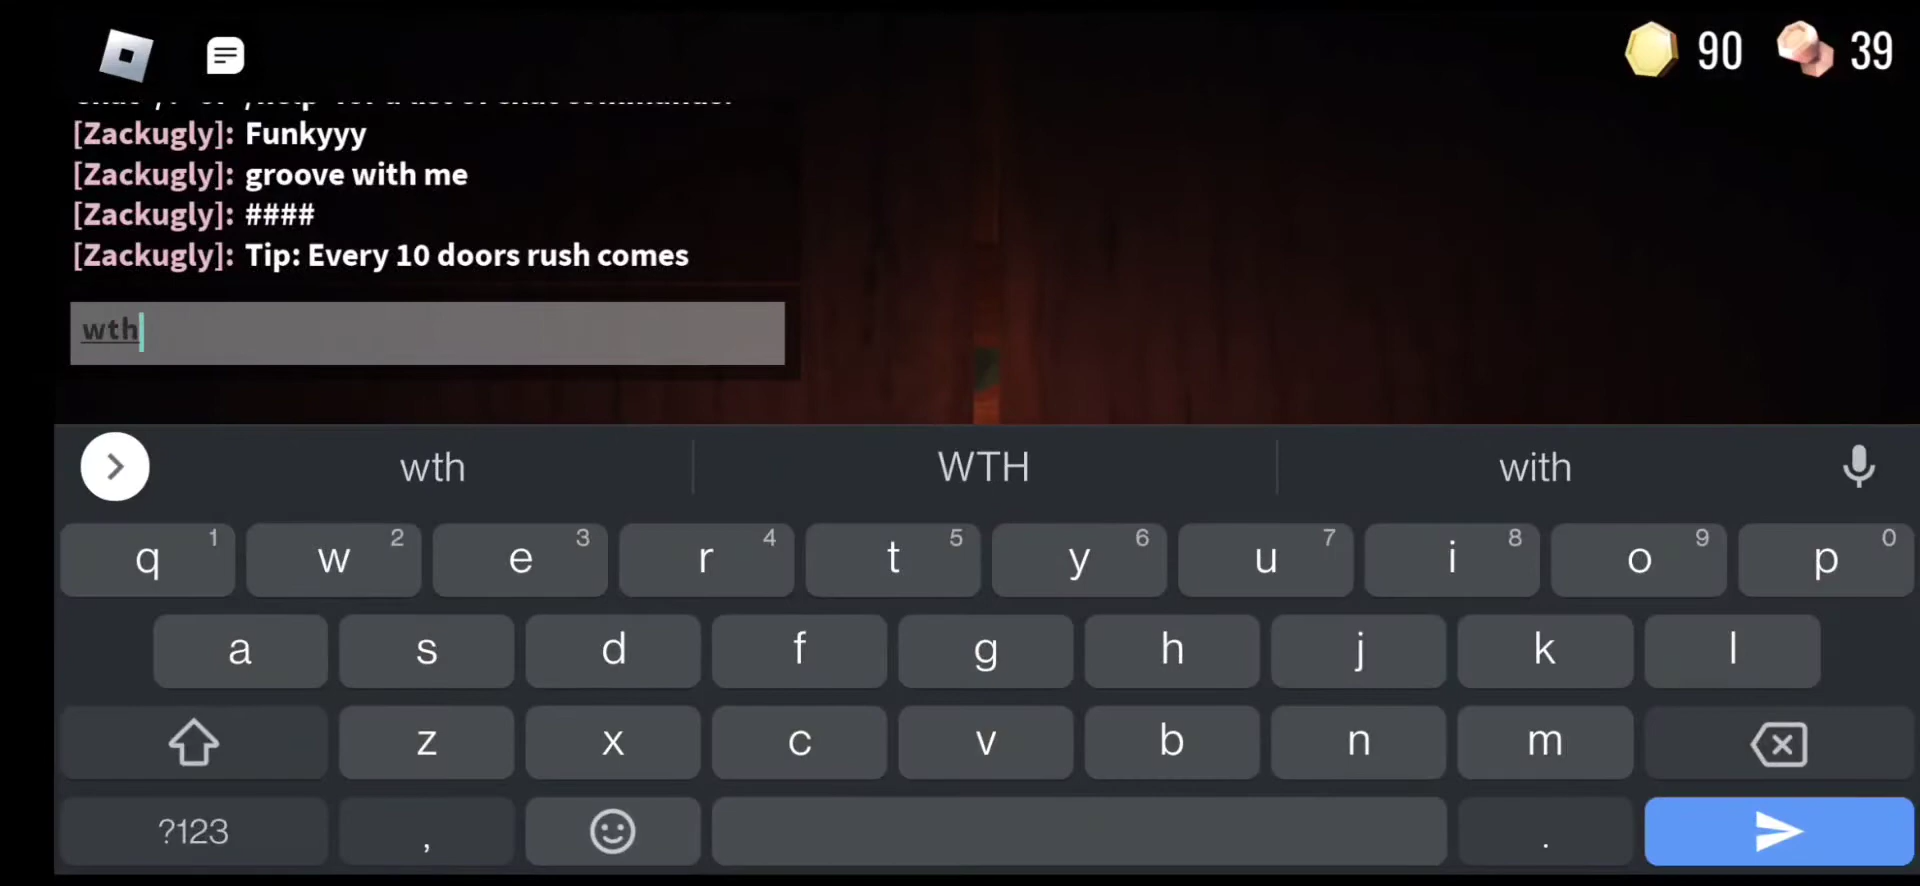 90 39
[Zackugly]: Funkyyy
[Zackugly]: groove with me
[Zackugly]: ####
[Zackugly]: Tip: Every 10 doors rush comes
wth
wth WTH with
q 1 w 2 e 3 r 4 t 5 y 6 u 7 i 8 o 9 p 0
a s d f g h j k l
z x c v b n m
?123 , .